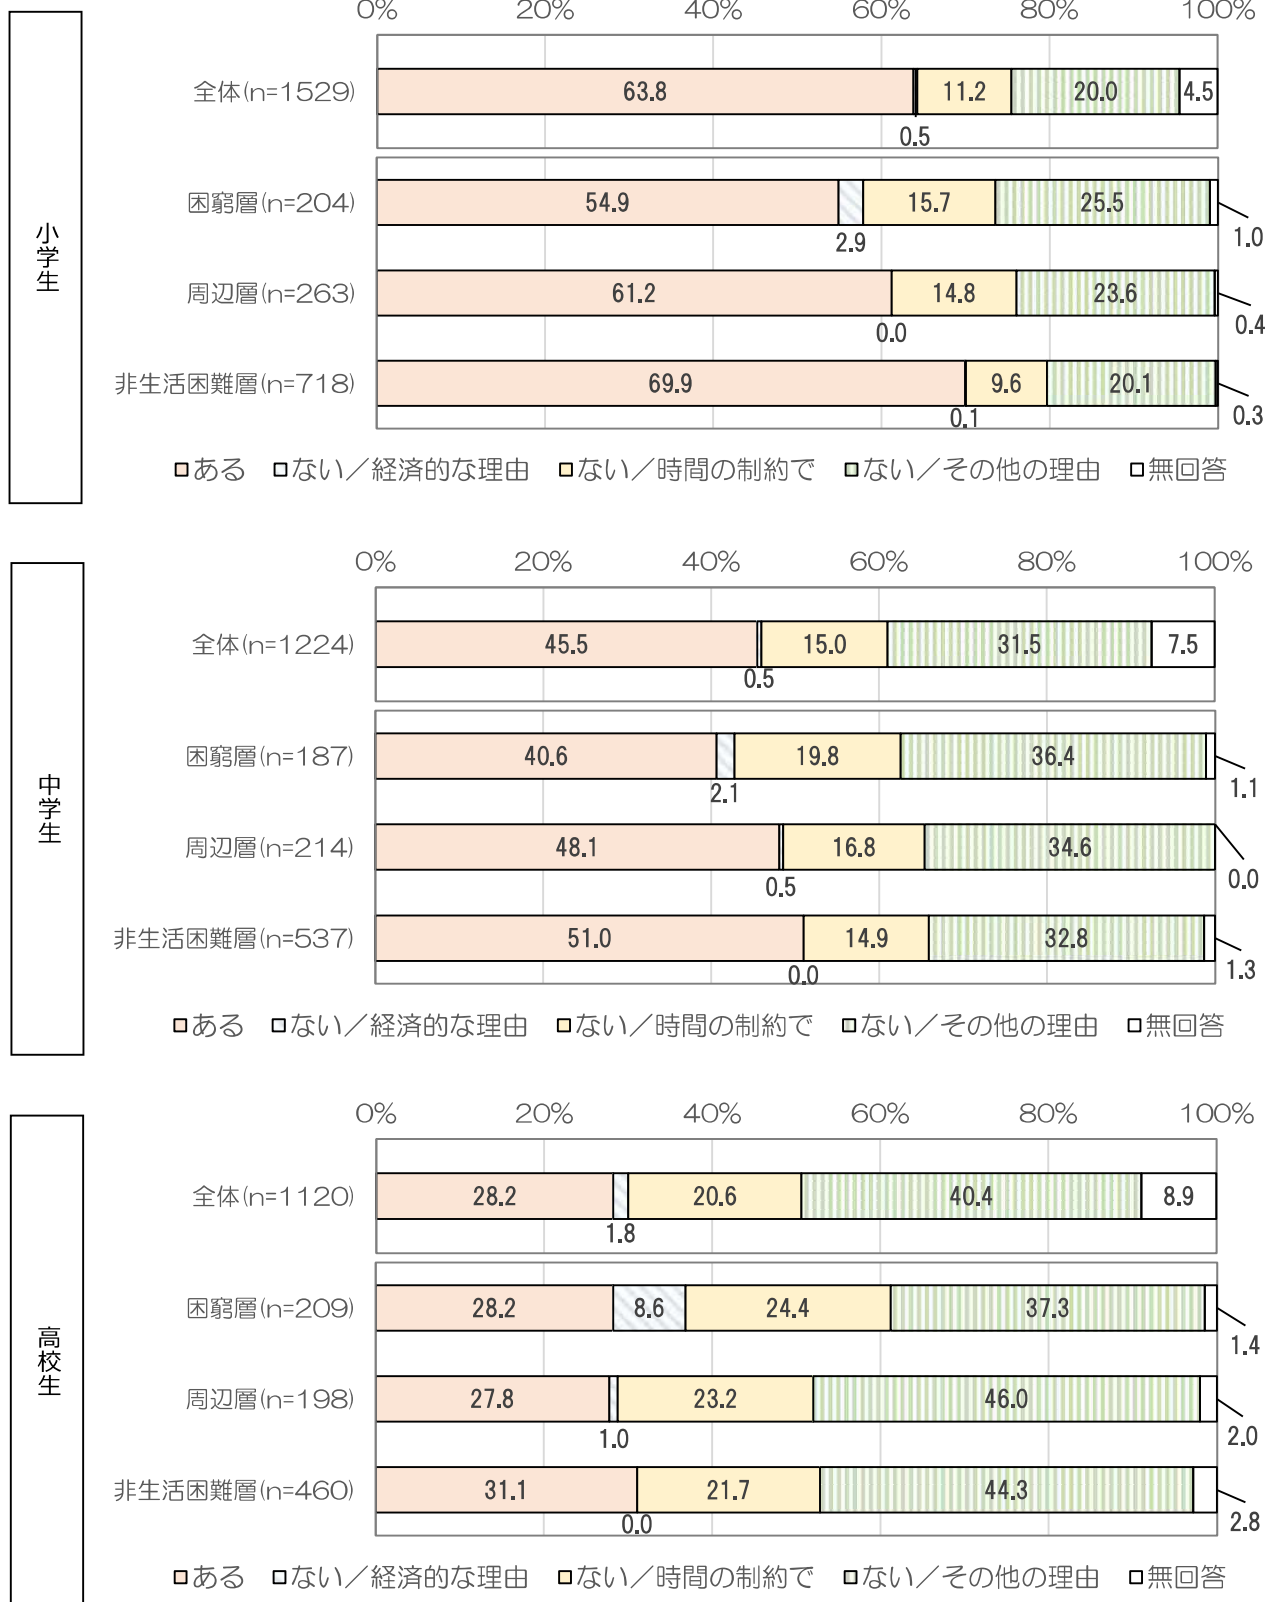 0% 20% 40% 60% 80% 100%
小学生
全体(n=1529) 63.8 11.2 20.0 4.5
0.5
困窮層(n=204) 54.9 15.7 25.5
2.9 1.0
周辺層(n=263) 61.2 14.8 23.6
0.0 0.4
非生活困難層(n=718) 69.9 9.6 20.1
0.1 0.3
ある ない／経済的な理由 ない／時間の制約で ない／その他の理由 無回答
0% 20% 40% 60% 80% 100%
中学生
全体(n=1224) 45.5 15.0 31.5 7.5
0.5
困窮層(n=187) 40.6 19.8 36.4
2.1 1.1
周辺層(n=214) 48.1 16.8 34.6
0.5 0.0
非生活困難層(n=537) 51.0 14.9 32.8
0.0 1.3
ある ない／経済的な理由 ない／時間の制約で ない／その他の理由 無回答
0% 20% 40% 60% 80% 100%
高校生
全体(n=1120) 28.2 20.6 40.4 8.9
1.8
困窮層(n=209) 28.2 8.6 24.4 37.3
1.4
周辺層(n=198) 27.8 23.2 46.0
1.0 2.0
非生活困難層(n=460) 31.1 21.7 44.3
0.0 2.8
ある ない／経済的な理由 ない／時間の制約で ない／その他の理由 無回答